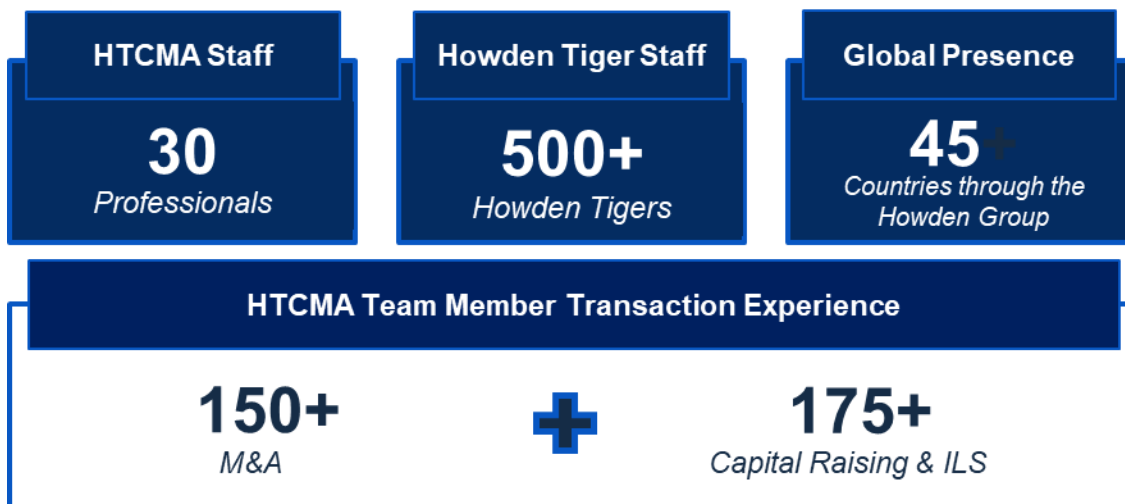 HTCMA Staff
30
Professionals
Howden Tiger Staff
500+
Howden Tigers
Global Presence
45+
Countries through the
Howden Group
HTCMA Team Member Transaction Experience
150+
M&A
+
175+
Capital Raising & ILS